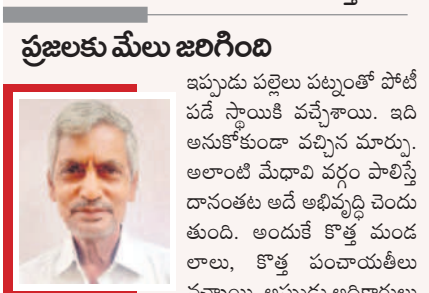 ప్రజలకు మేలు జరిగింది
ఇప్పుడు పల్లెలు పట్నంతో పోటీ
పడే స్థాయికి వచ్చేశాయి. ఇది
అనుకోకుండా వచ్చిన మార్పు.
అలాంటి మేధావి వర్గం పాలిస్తే
దానంతట అదే అభివృద్ధి చెందు
తుంది. అందుకే కొత్త మండ
లాలు, కొత్త పంచాయతీలు